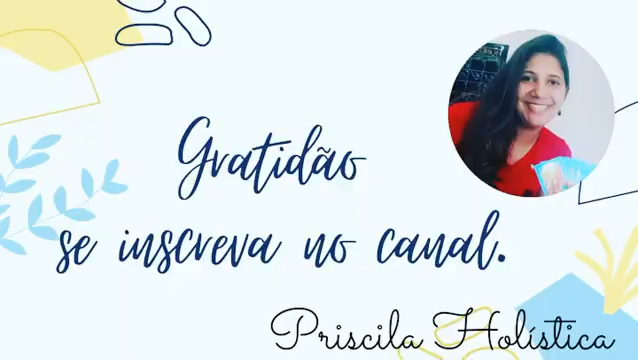 Gratidão
se inscreva no canal.
Priscila Holística